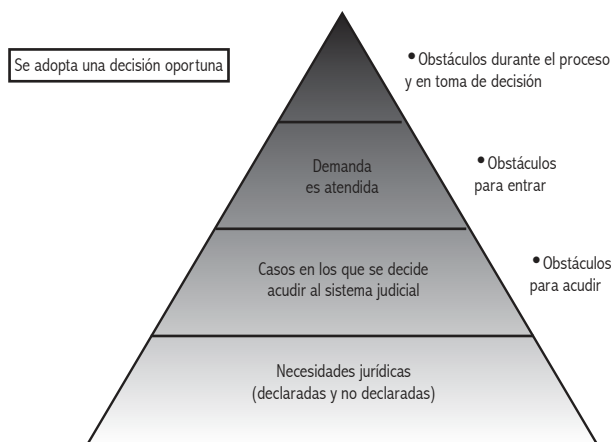 Se adopta una decisión oportuna
• Obstáculos durante el proceso
y en toma de decisión
Demanda
es atendida
• Obstáculos
para entrar
Casos en los que se decide
acudir al sistema judicial
• Obstáculos
para acudir
Necesidades jurídicas
(declaradas y no declaradas)